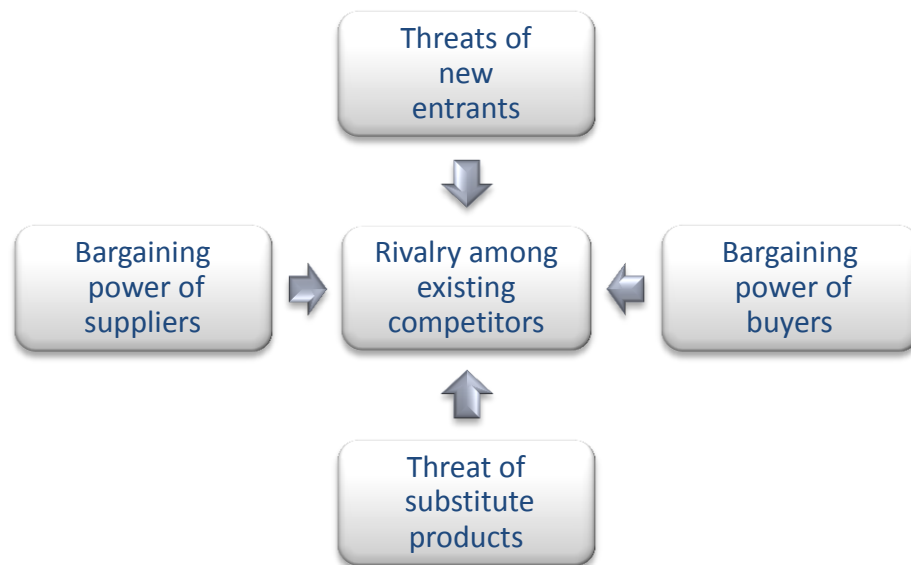 Threats of
new
entrants
Bargaining
power of
suppliers
Rivalry among
existing
competitors
Bargaining
power of
buyers
Threat of
substitute
products